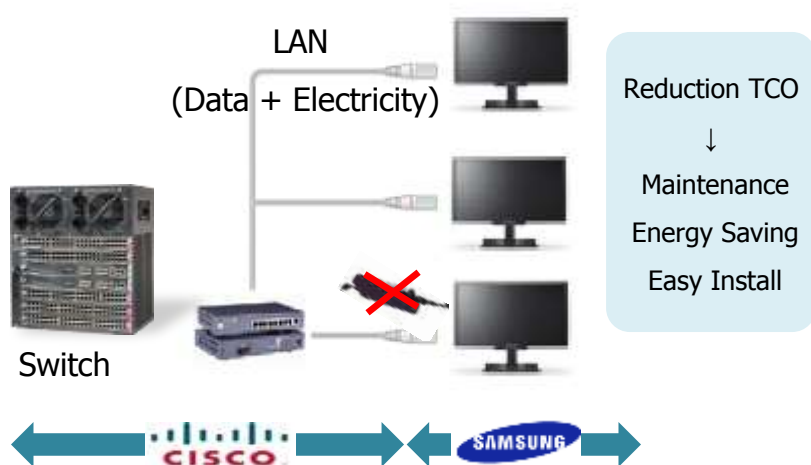 LAN
(Data + Electricity)
Reduction TCO
↓
Maintenance
Energy Saving
Easy Install
Switch
CISCO
SAMSUNG